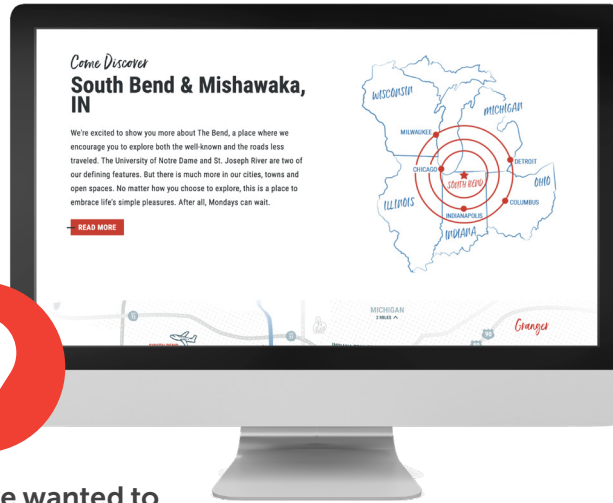 Come Discover
South Bend & Mishawaka,
IN
We're excited to show you more about The Bend, a place where we
encourage you to explore both the well-known and the roads less
traveled. The University of Notre Dame and St. Joseph River are two of
our defining features. But there is much more in our cities, towns and
open spaces. No matter how you choose to explore, this is a place to
embrace life's simple pleasures. After all, Mondays can wait.
READ MORE
WISCONSIN
MICHIGAN
MILWAUKEE
DETROIT
CHICAGO
SOUTH BEND
OHIO
ILLINOIS
COLUMBUS
INDIANAPOLIS
INDIANA
MICHIGAN
2 MILES
Granger
wanted to